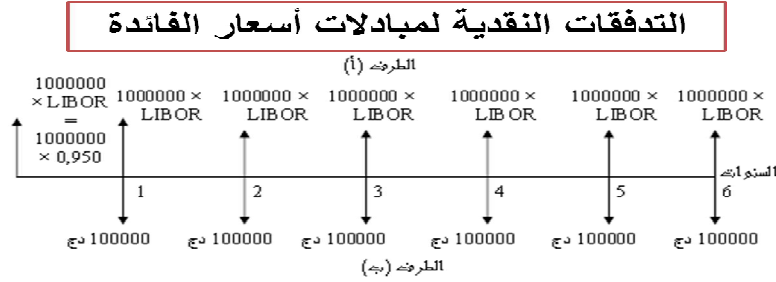 التدفقات النقدية لمبادلات أسعار الفائدة
الطرف (أ)
1000000
× LIBOR
=
1000000
× 0,950
1000000 ×
LIBOR
1000000 ×
LIBOR
1000000 ×
LIBOR
1000000 ×
LIBOR
1000000 ×
LIBOR
1000000 ×
LIBOR
السنوات
1 2 3 4 5 6
100000 دج
100000 دج
100000 دج
100000 دج
100000 دج
100000 دج
الطرف (ب)